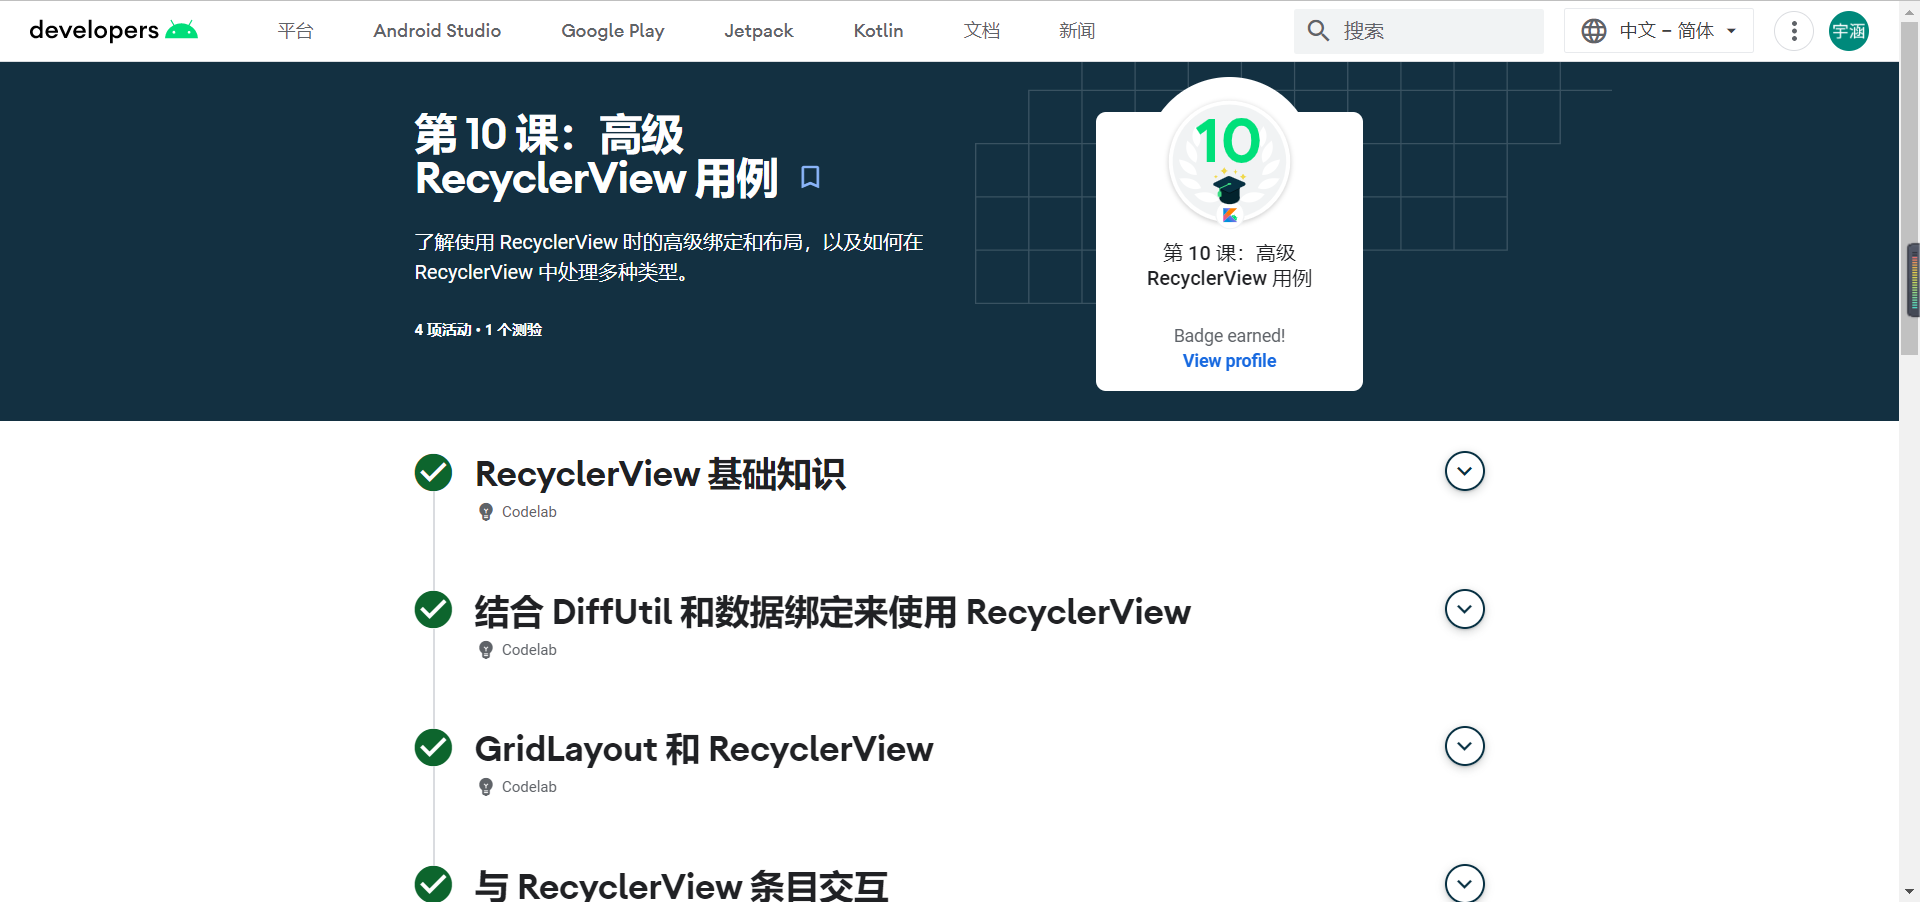 developers
平台
Android Studio
Google Play
Jetpack
Kotlin
文档
新闻
搜索
中文 – 简体
宇涵
第 10 课：高级
RecyclerView 用例
了解使用 RecyclerView 时的高级绑定和布局，以及如何在
RecyclerView 中处理多种类型。
4 项活动 • 1 个测验
10
第 10 课：高级
RecyclerView 用例
Badge earned!
View profile
RecyclerView 基础知识
Codelab
结合 DiffUtil 和数据绑定来使用 RecyclerView
Codelab
GridLayout 和 RecyclerView
Codelab
与 RecyclerView 条目交互